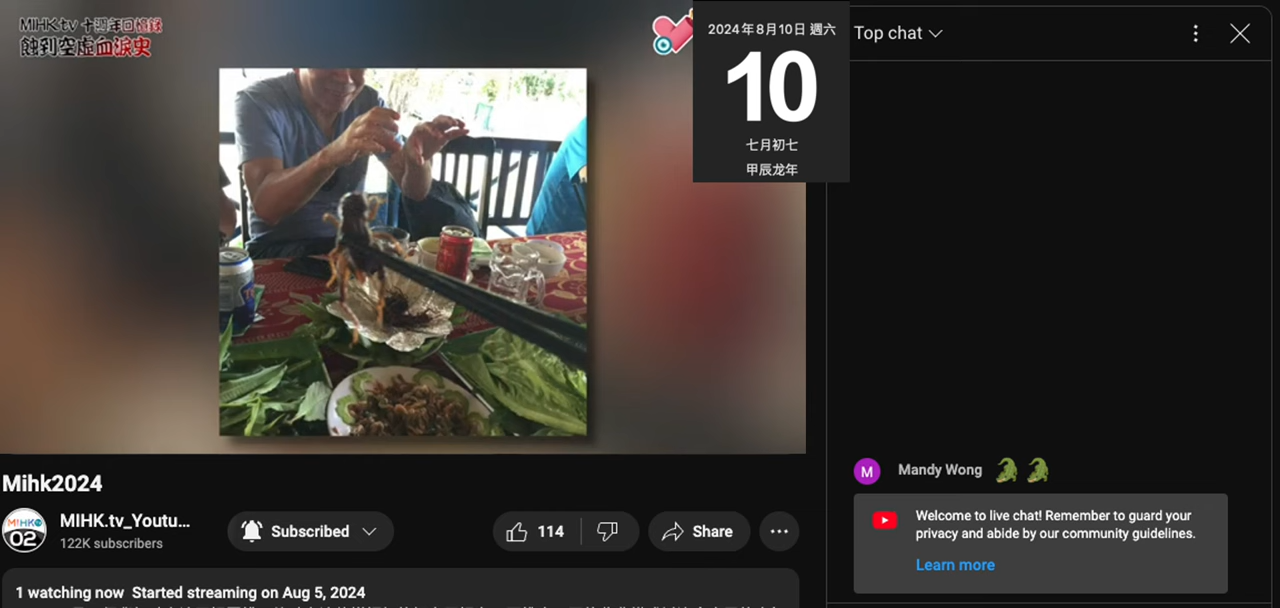 MIHK.tv 十週年回憶錄
蝕到空虛血淚史
2024年8月10日 週六
10
七月初七
甲辰龙年
Top chat
Mandy Wong
M
Welcome to live chat! Remember to guard your
privacy and abide by our community guidelines.
Learn more
Mihk2024
MIHK.tv_Youtu...
122K subscribers
MIHK
02
Subscribed
114
Share
1 watching now Started streaming on Aug 5, 2024